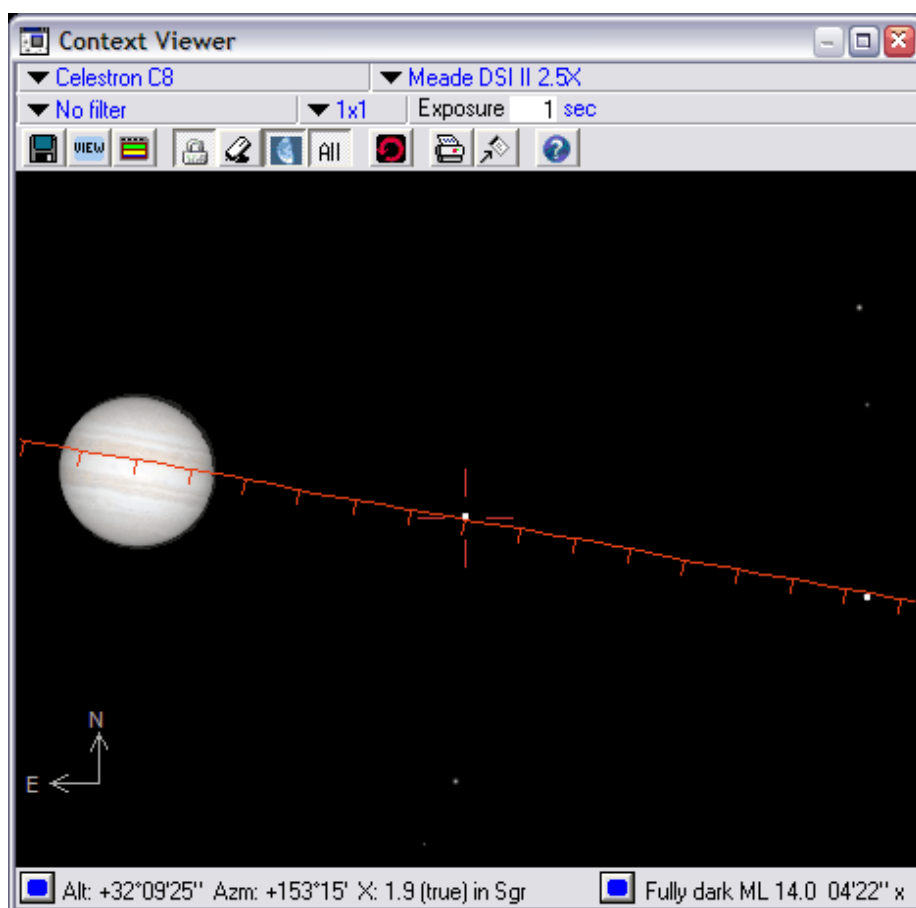 Context Viewer
Celestron C8 Meade DSI II 2.5X
No filter 1x1 Exposure 1 sec
VIEW All ?
N
E
Alt: +32°09'25" Azm: +153°15' X: 1.9 (true) in Sgr Fully dark ML 14.0 04'22" x